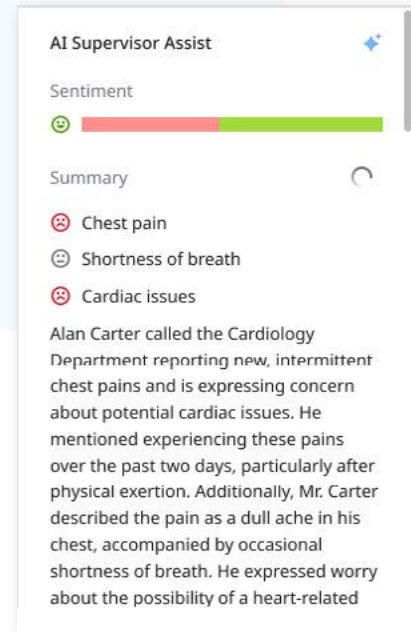 AI Supervisor Assist
Sentiment
Summary
Chest pain
Shortness of breath
Cardiac issues
Alan Carter called the Cardiology
Department reporting new, intermittent
chest pains and is expressing concern
about potential cardiac issues. He
mentioned experiencing these pains
over the past two days, particularly after
physical exertion. Additionally, Mr. Carter
described the pain as a dull ache in his
chest, accompanied by occasional
shortness of breath. He expressed worry
about the possibility of a heart-related